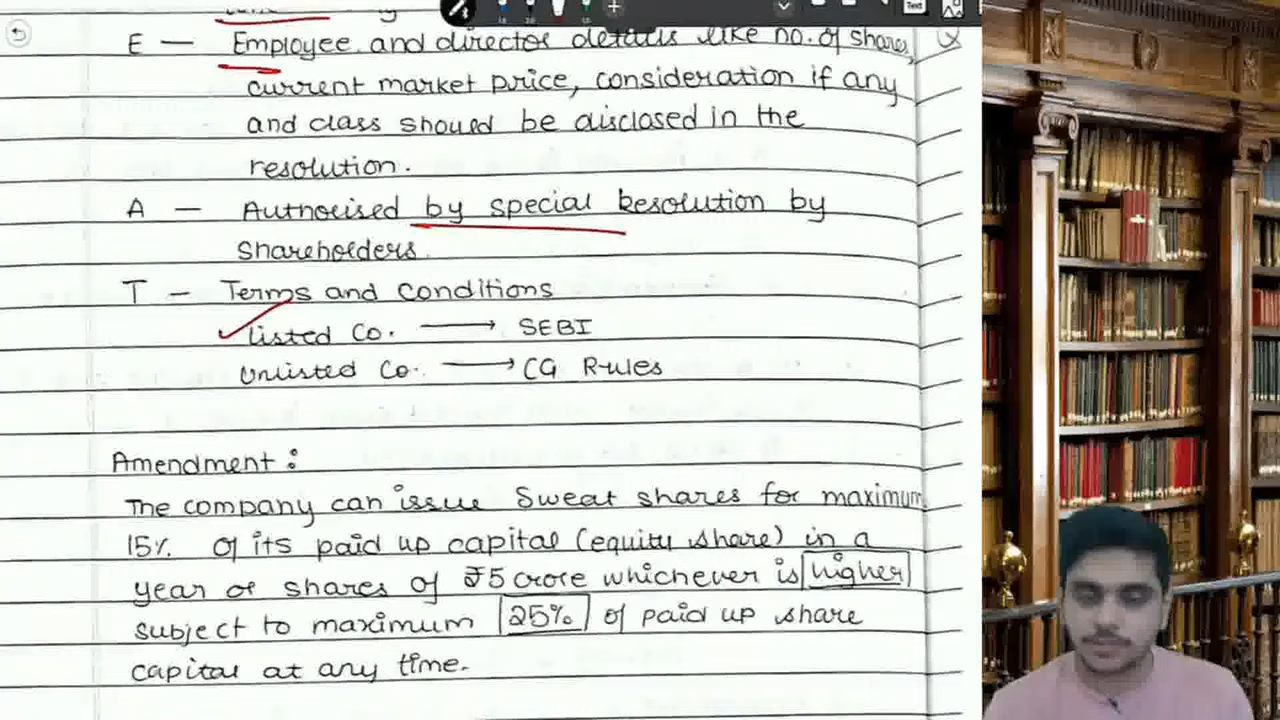 E — Employee and director details like no. of shares,
current market price, consideration if any
and class should be disclosed in the
resolution.
A — Authorised by special Resolution by
shareholders.
T — Terms and conditions
listed Co. ⟶ SEBI
Unlisted Co. ⟶ CG Rules
Amendment :
The company can issue Sweat shares for maximum
15% of its paid up capital (equity share) in a
year or shares of ₹5 crore whichever is higher
subject to maximum 25% of paid up share
capital at any time.
Text